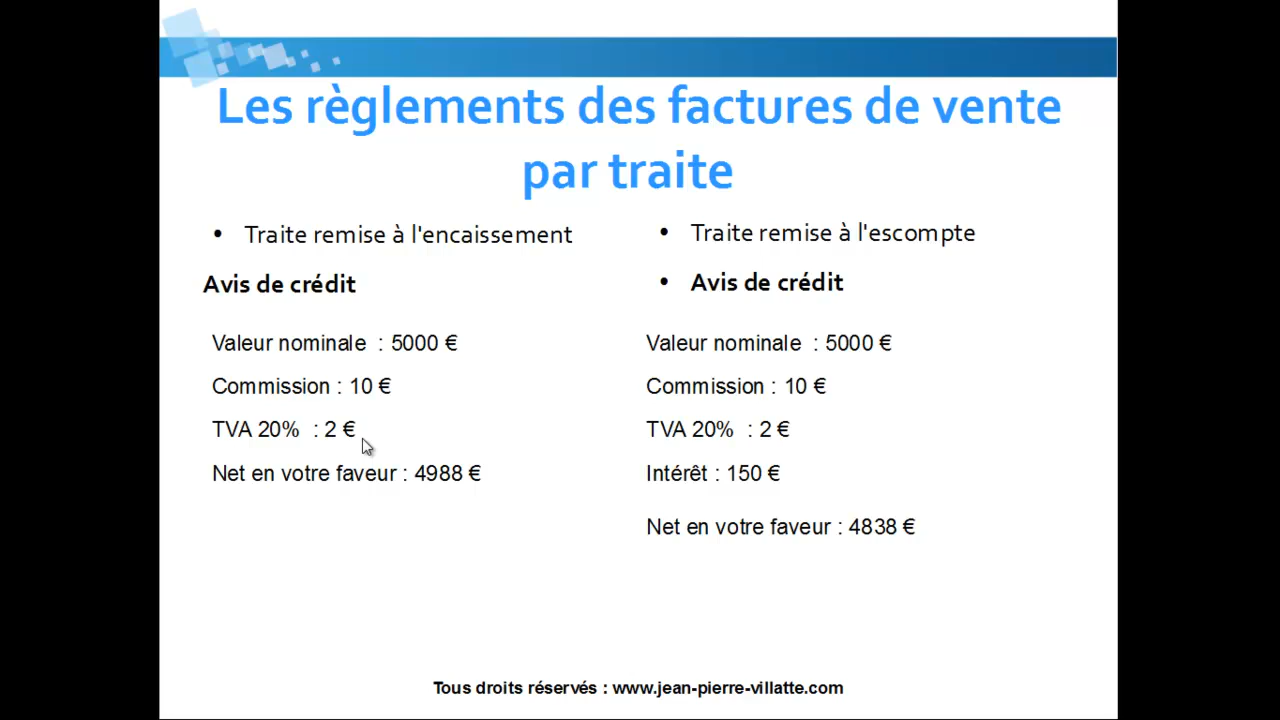 Les règlements des factures de vente
par traite
• Traite remise à l'encaissement
Avis de crédit
Valeur nominale : 5000 €
Commission : 10 €
TVA 20% : 2 €
Net en votre faveur : 4988 €
• Traite remise à l'escompte
• Avis de crédit
Valeur nominale : 5000 €
Commission : 10 €
TVA 20% : 2 €
Intérêt : 150 €
Net en votre faveur : 4838 €
Tous droits réservés : www.jean-pierre-villatte.com